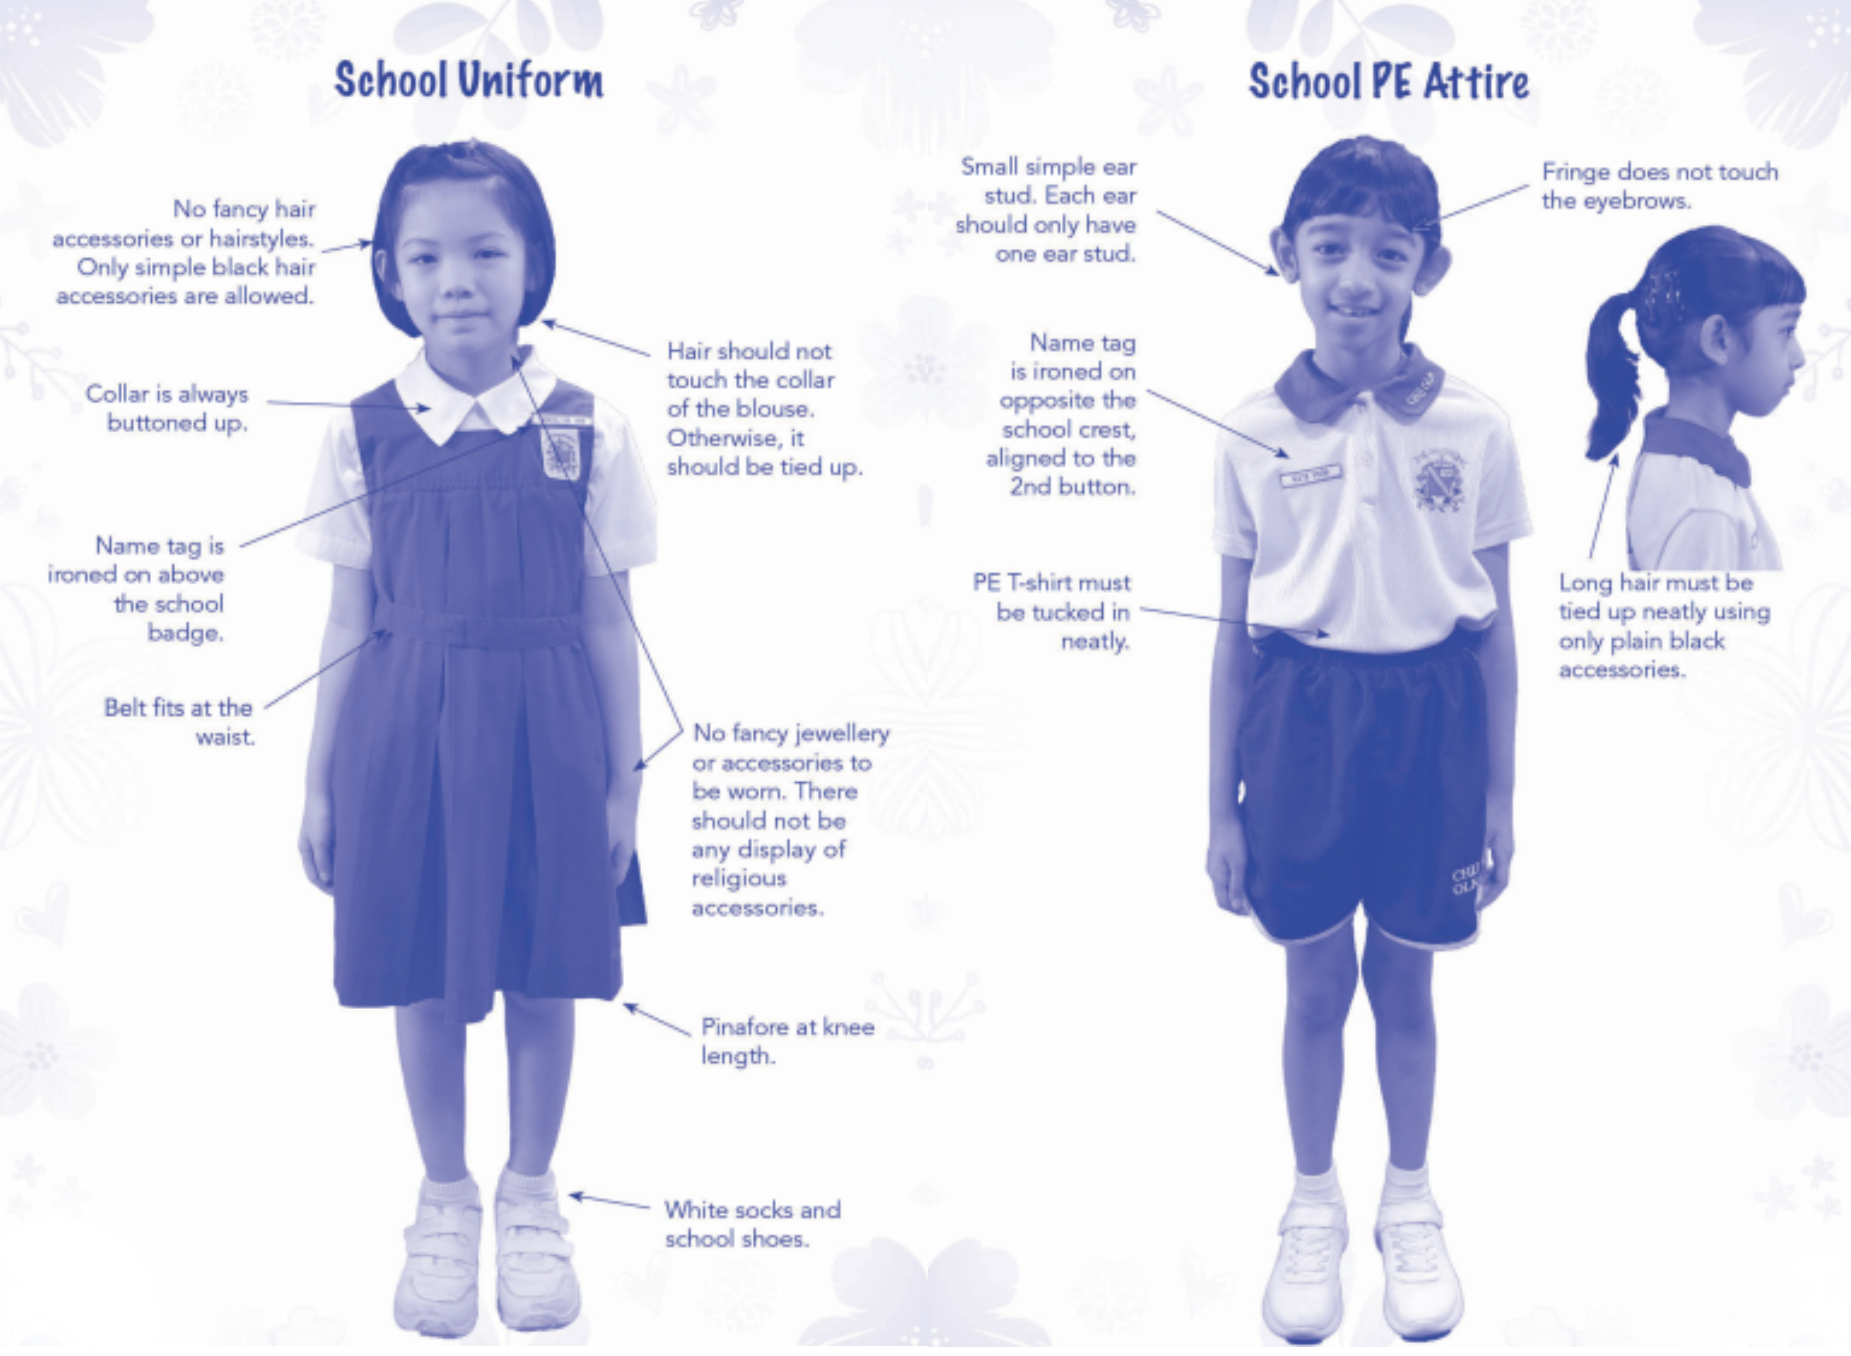 School Uniform
No fancy hair
accessories or hairstyles.
Only simple black hair
accessories are allowed.
Collar is always
buttoned up.
Name tag is
ironed on above
the school
badge.
Belt fits at the
waist.
Hair should not
touch the collar
of the blouse.
Otherwise, it
should be tied up.
No fancy jewellery
or accessories to
be worn. There
should not be
any display of
religious
accessories.
Pinafore at knee
length.
White socks and
school shoes.
School PE Attire
Small simple ear
stud. Each ear
should only have
one ear stud.
Name tag
is ironed on
opposite the
school crest,
aligned to the
2nd button.
PE T-shirt must
be tucked in
neatly.
Fringe does not touch
the eyebrows.
Long hair must be
tied up neatly using
only plain black
accessories.